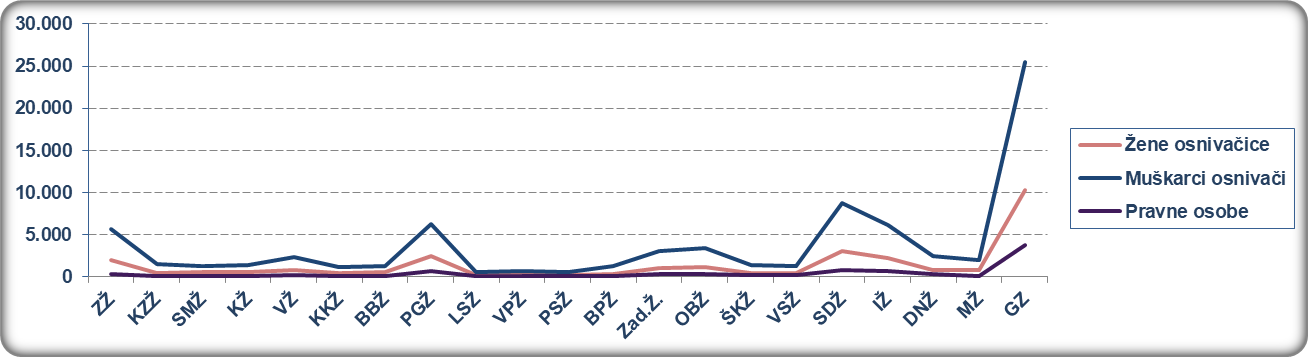 30.000
25.000
20.000
15.000
10.000
5.000
0
ZŽ KZŽ SMŽ KŽ VŽ KKŽ BBŽ PGŽ LSŽ VPŽ PSŽ BPŽ Zad.Ž. OBŽ ŠKŽ VSŽ SDŽ IŽ DNŽ MŽ GZ
Žene osnivačice
Muškarci osnivači
Pravne osobe